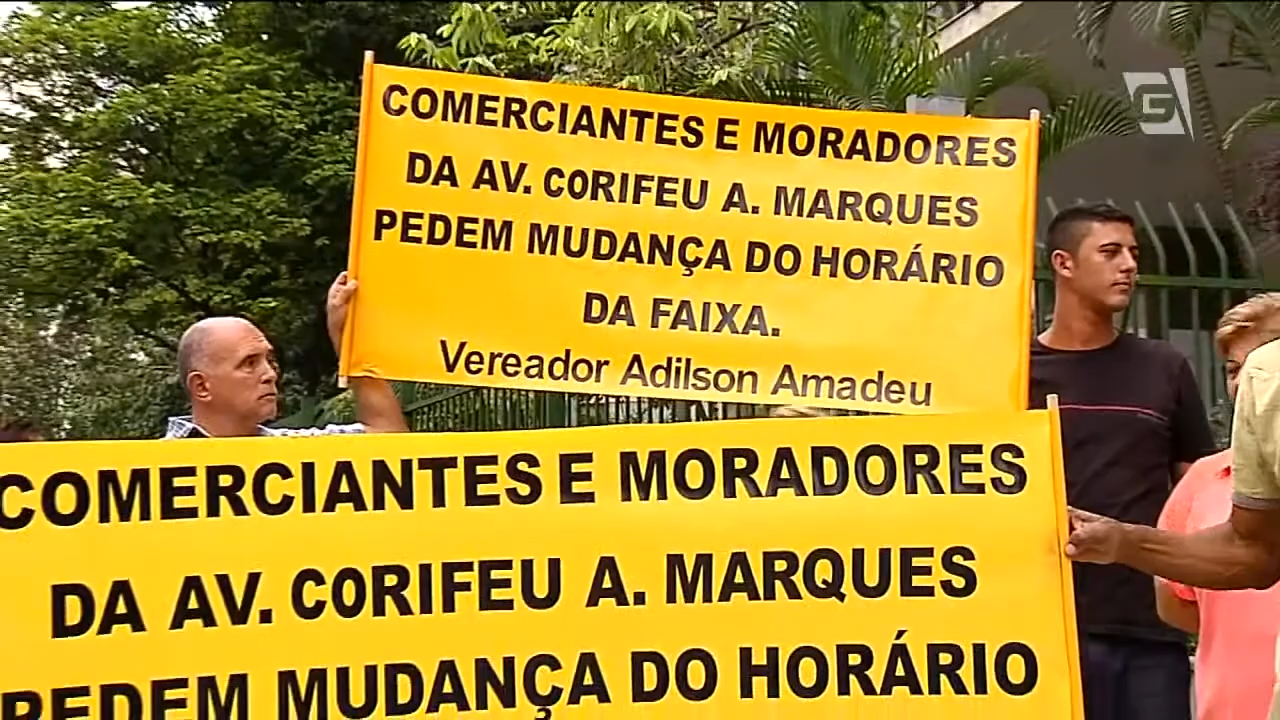 COMERCIANTES E MORADORES
DA AV. CORIFEU A. MARQUES
PEDEM MUDANÇA DO HORÁRIO
DA FAIXA.
Vereador Adilson Amadeu
G
COMERCIANTES E MORADORES
DA AV. CORIFEU A. MARQUES
PEDEM MUDANÇA DO HORÁRIO